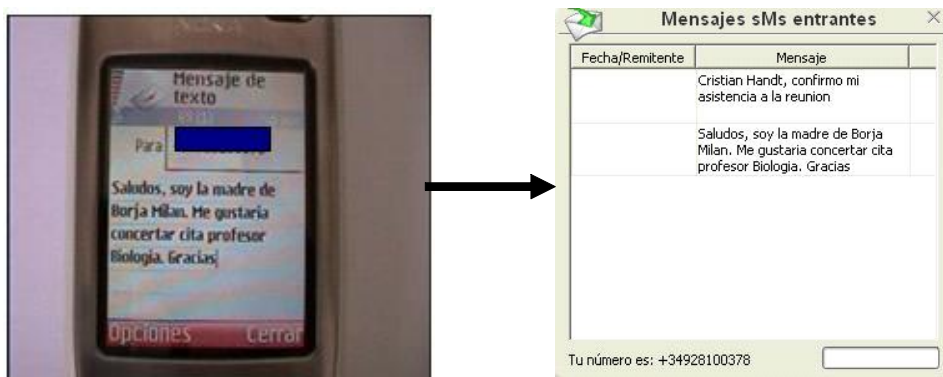 Mensaje de
texto
Para
Saludos, soy la madre de
Borja Milan. Me gustaria
concertar cita profesor
Biologia. Gracias
Opciones Cerrar
Mensajes sMs entrantes
Fecha/Remitente Mensaje
Cristian Handt, confirmo mi
asistencia a la reunion
Saludos, soy la madre de Borja
Milan. Me gustaria concertar cita
profesor Biologia. Gracias
Tu número es: +34928100378